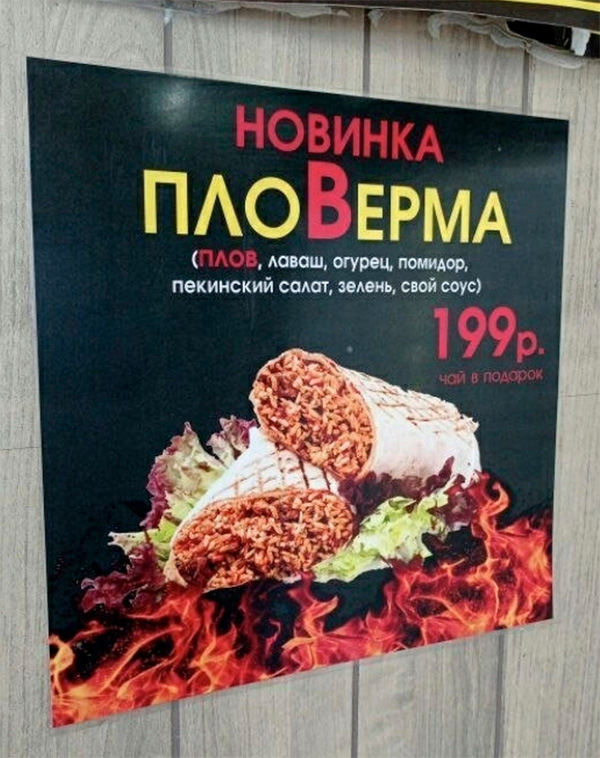 НОВИНКА
ПЛОВЕРМА
(ПЛОВ, лаваш, огурец, помидор,
пекинский салат, зелень, свой соус)
199р.
чай в подарок